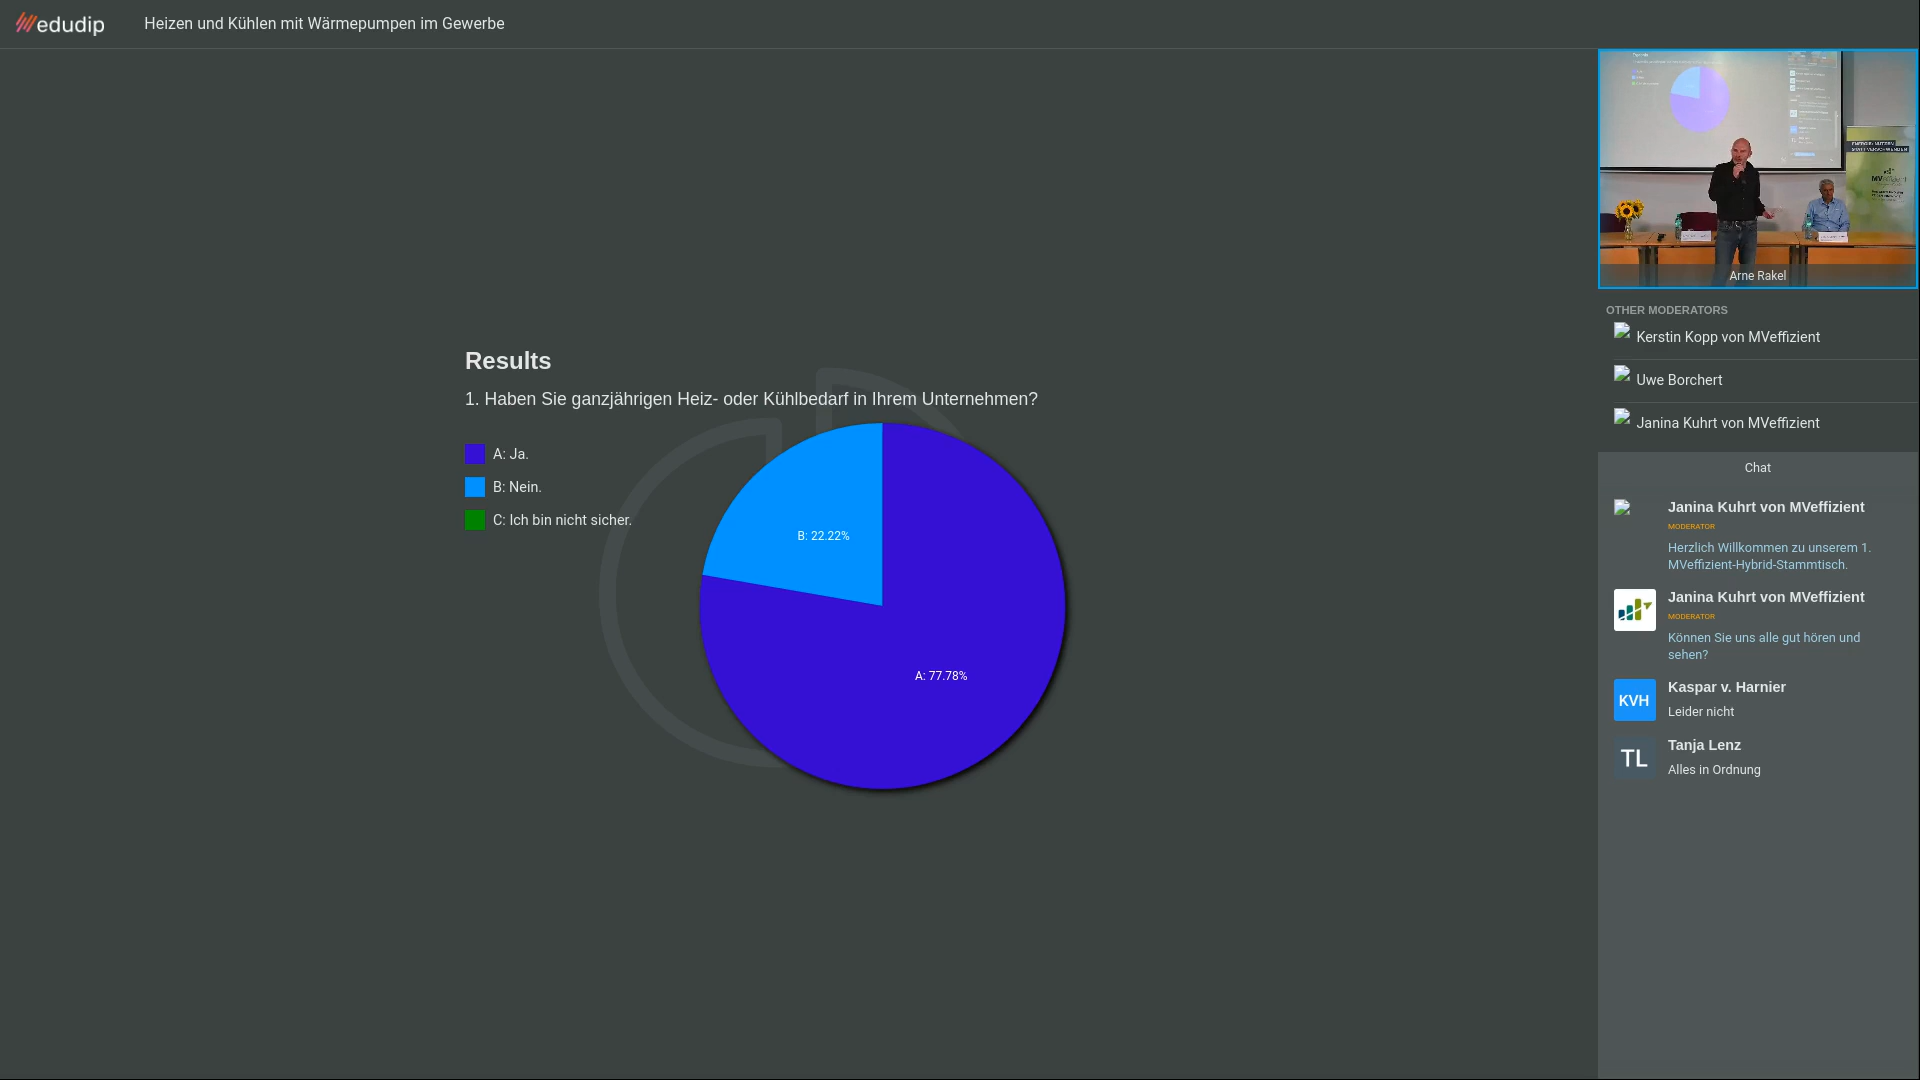 edudip
Heizen und Kühlen mit Wärmepumpen im Gewerbe
Results
1. Haben Sie ganzjährigen Heiz- oder Kühlbedarf in Ihrem Unternehmen?
A: Ja.
B: Nein.
C: Ich bin nicht sicher.
B: 22.22%
A: 77.78%
ENERGIE: NUTZEN
STATT VERSCHWENDEN
Arne Rakel
OTHER MODERATORS
Kerstin Kopp von MVeffizient
Uwe Borchert
Janina Kuhrt von MVeffizient
Chat
Janina Kuhrt von MVeffizient
MODERATOR
Herzlich Willkommen zu unserem 1.
MVeffizient-Hybrid-Stammtisch.
Janina Kuhrt von MVeffizient
MODERATOR
Können Sie uns alle gut hören und
sehen?
KVH
Kaspar v. Harnier
Leider nicht
TL
Tanja Lenz
Alles in Ordnung